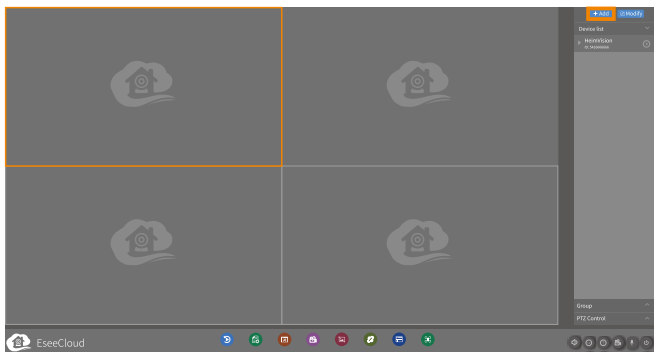 +Add Modify
Device list
HeimVision
Group
PTZ Control
EseeCloud